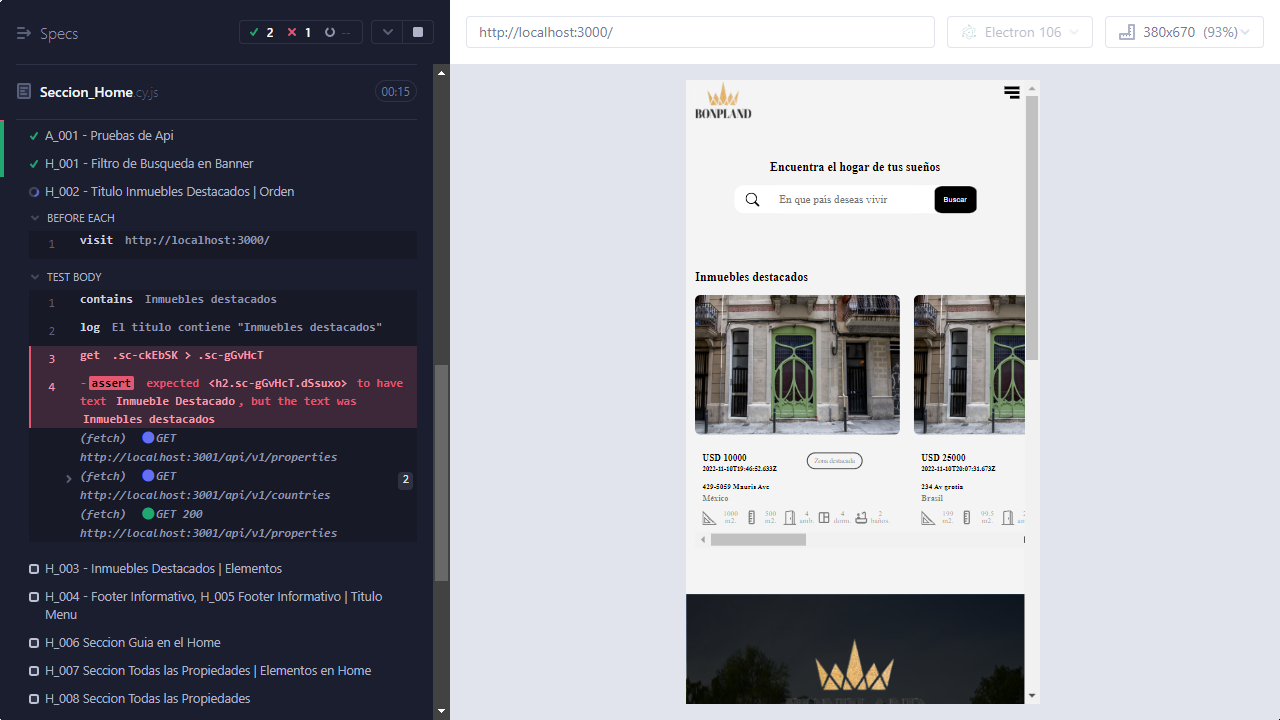 Specs
2
1
--
http://localhost:3000/
Electron 106
380x670 (93%)
Seccion_Home.cy.js
00:15
A_001 - Pruebas de Api
H_001 - Filtro de Busqueda en Banner
H_002 - Titulo Inmuebles Destacados | Orden
BEFORE EACH
1 visit http://localhost:3000/
TEST BODY
1 contains Inmuebles destacados
2 log El titulo contiene "Inmuebles destacados"
3 get .sc-ckEbSK > .sc-gGvHcT
4 -assert expected <h2.sc-gGvHcT.dSsuxo> to have
text Inmueble Destacado, but the text was
Inmuebles destacados
(fetch) GET
http://localhost:3001/api/v1/properties
(fetch) GET 2
http://localhost:3001/api/v1/countries
(fetch) GET 200
http://localhost:3001/api/v1/properties
H_003 - Inmuebles Destacados | Elementos
H_004 - Footer Informativo, H_005 Footer Informativo | Titulo
Menu
H_006 Seccion Guia en el Home
H_007 Seccion Todas las Propiedades | Elementos en Home
H_008 Seccion Todas las Propiedades
BONPLAND
Encuentra el hogar de tus sueños
En que país deseas vivir
Buscar
Inmuebles destacados
USD 10000
Zona destacada
2022-11-10T19:46:52.633Z
429-5059 Mauris Ave
México
1000 500 4 4 2
m2. m2. amb. dorm. baños.
USD 25000
2022-11-10T20:07:31.673Z
234 Av gratia
Brasil
199 99.5
m2. m2.
BONPLAND